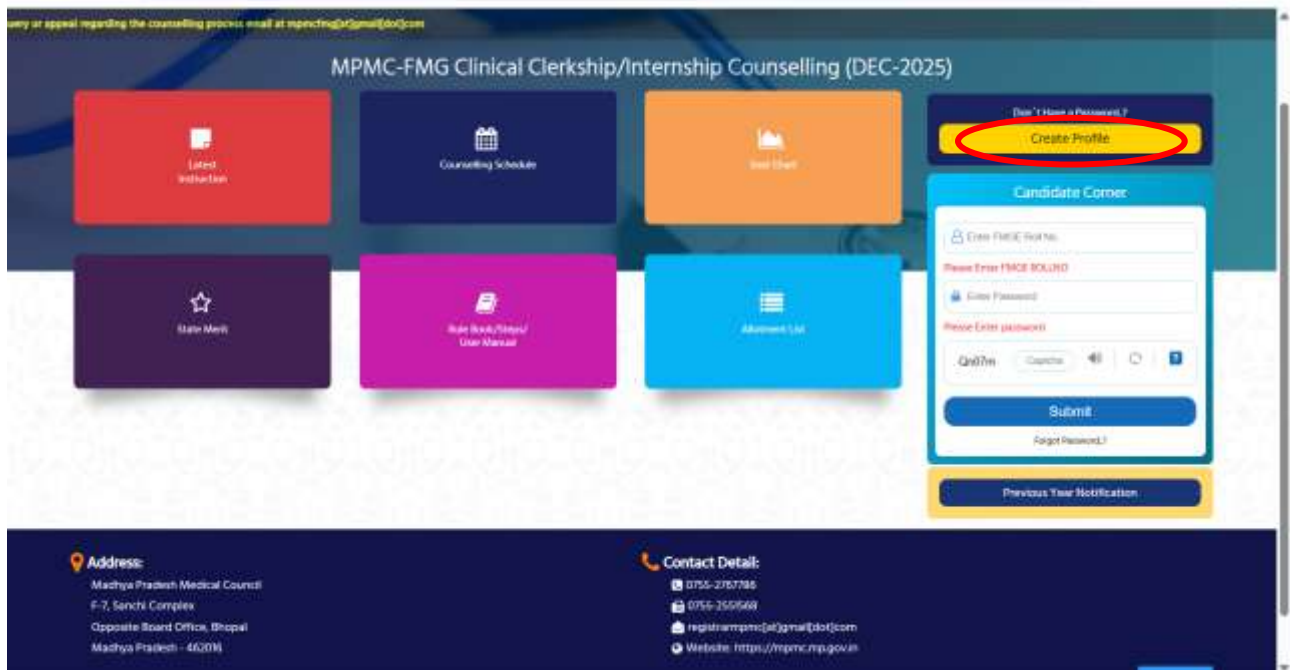 or appeal regarding the counselling process email at mpmcfmg[at]gmail[dot]com
MPMC-FMG Clinical Clerkship/Internship Counselling (DEC-2025)
Latest
Instruction
Counselling Schedule
Don't Have a Password.?
Create Profile
Candidate Corner
Enter FMGE Roll No.
Please Enter FMGE ROLLNO
Enter Password
Please Enter password
Qn07m
Captcha
Submit
Forgot Password.?
State Merit
Rule Book/Steps/
User Manual
Allotment List
Previous Year Notification
Address:
Madhya Pradesh Medical Council
F-7, Sanchi Complex
Opposite Board Office, Bhopal
Madhya Pradesh - 462016
Contact Detail:
0755-2767786
0755-2551568
registrarmpmc[at]gmail[dot]com
Website: https://mpmc.mp.gov.in